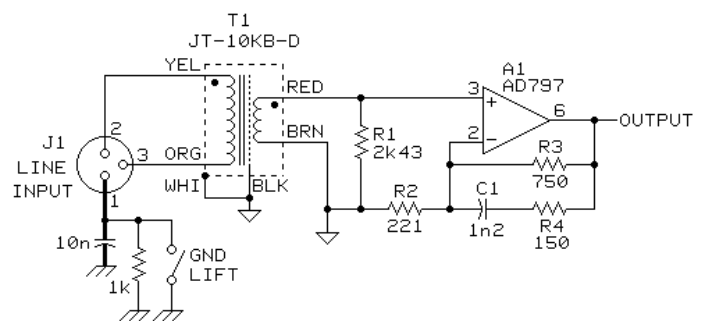 T1
JT-10KB-D
YEL
RED
A1
AD797
3
+
6
OUTPUT
J1
LINE
INPUT
2
3
ORG
BRN
R1
2k43
2
−
R3
750
1
WHI
BLK
R2
221
C1
1n2
R4
150
10n
1k
GND
LIFT